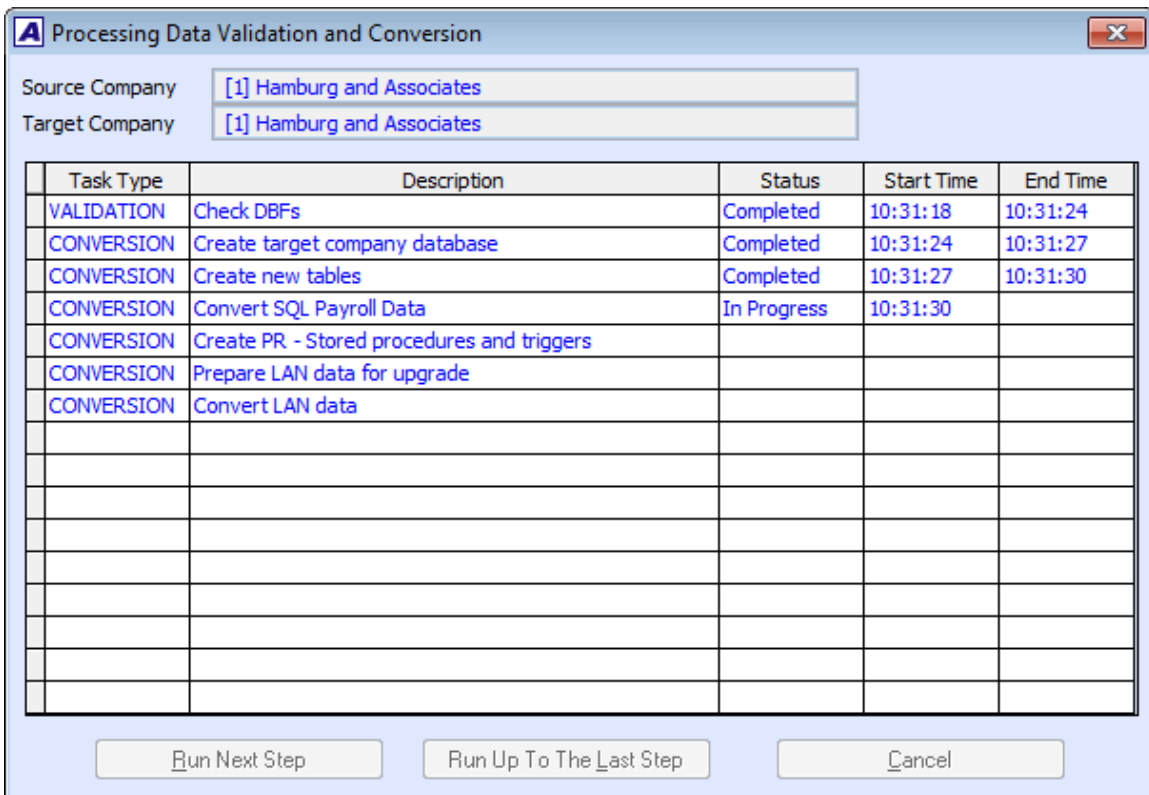 A Processing Data Validation and Conversion
Source Company [1] Hamburg and Associates
Target Company [1] Hamburg and Associates
Task Type Description Status Start Time End Time
VALIDATION Check DBFs Completed 10:31:18 10:31:24
CONVERSION Create target company database Completed 10:31:24 10:31:27
CONVERSION Create new tables Completed 10:31:27 10:31:30
CONVERSION Convert SQL Payroll Data In Progress 10:31:30
CONVERSION Create PR - Stored procedures and triggers
CONVERSION Prepare LAN data for upgrade
CONVERSION Convert LAN data
Run Next Step Run Up To The Last Step Cancel